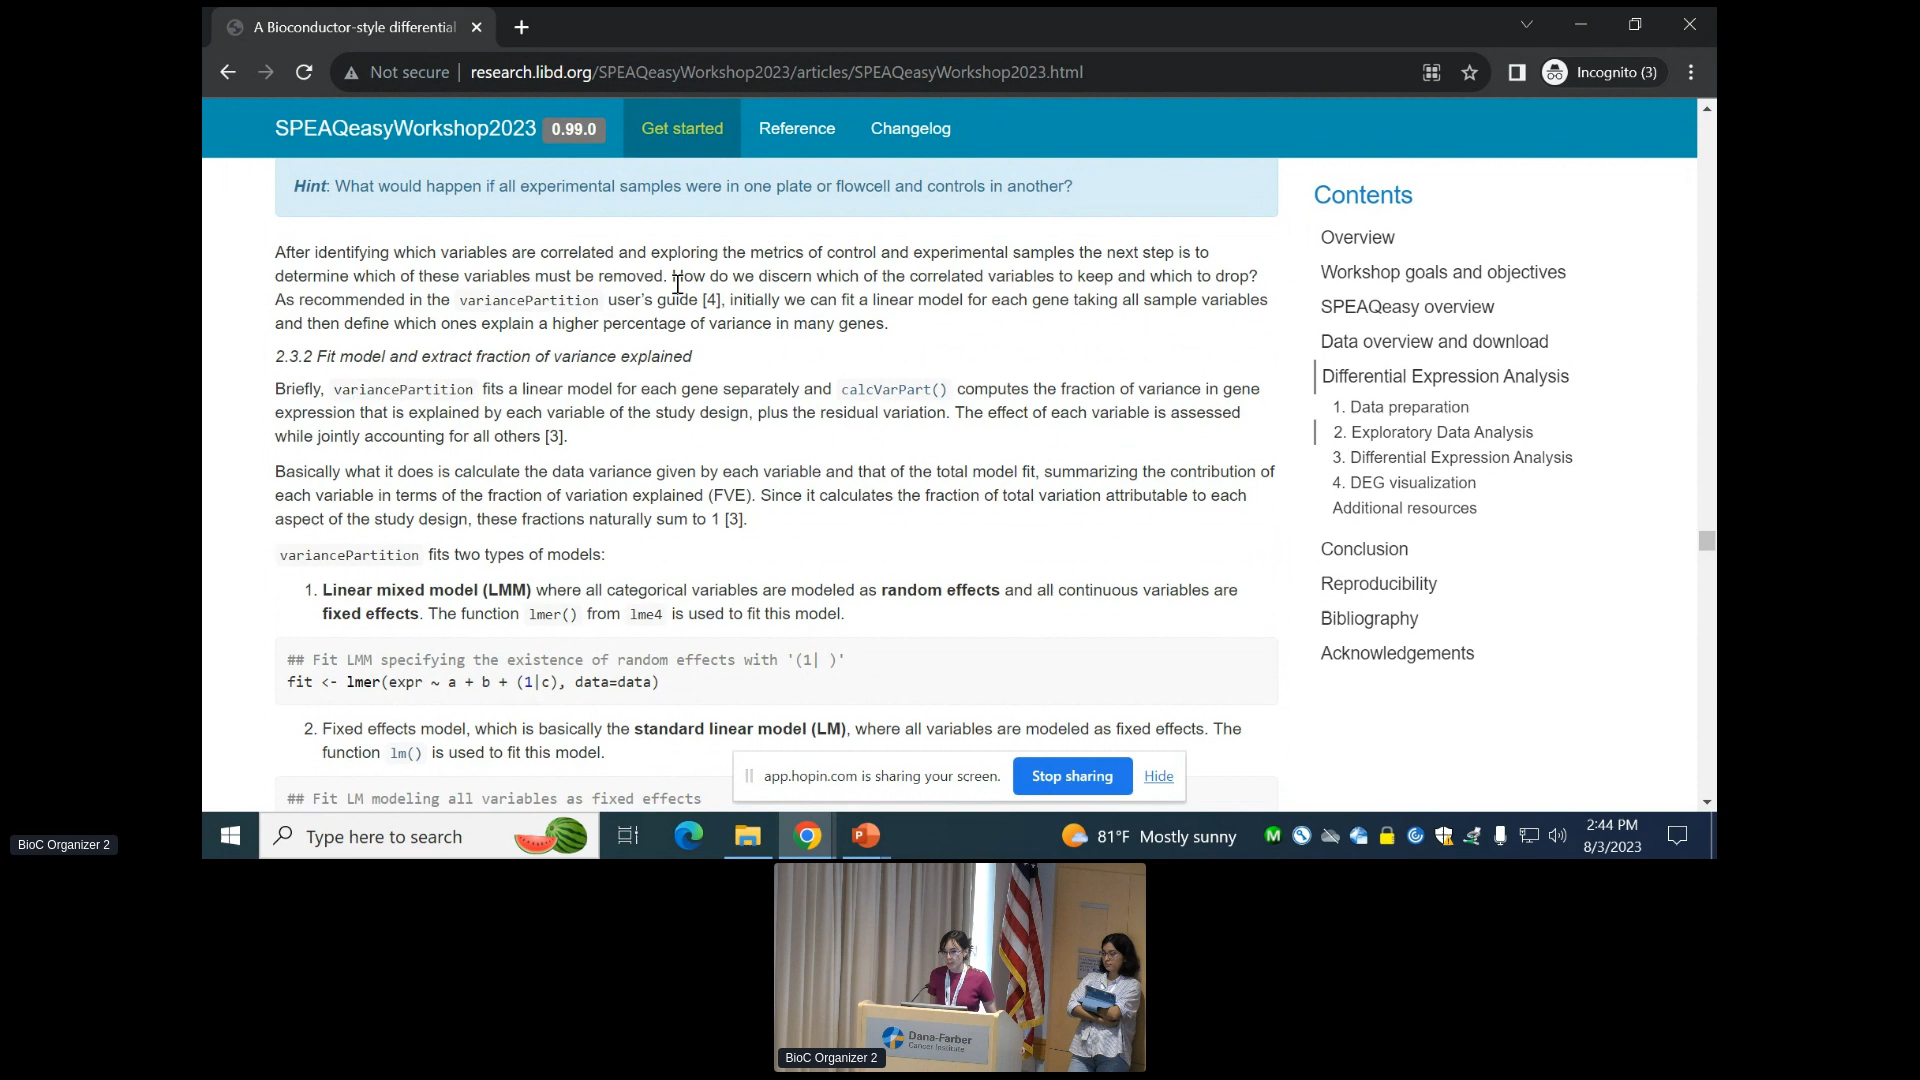 A Bioconductor-style differential
Not secure
research.libd.org/SPEAQeasyWorkshop2023/articles/SPEAQeasyWorkshop2023.html
Incognito (3)
SPEAQeasyWorkshop2023 0.99.0 Get started Reference Changelog
Hint: What would happen if all experimental samples were in one plate or flowcell and controls in another?
After identifying which variables are correlated and exploring the metrics of control and experimental samples the next step is to
determine which of these variables must be removed. How do we discern which of the correlated variables to keep and which to drop?
As recommended in the variancePartition user's guide [4], initially we can fit a linear model for each gene taking all sample variables
and then define which ones explain a higher percentage of variance in many genes.
2.3.2 Fit model and extract fraction of variance explained
Briefly, variancePartition fits a linear model for each gene separately and calcVarPart() computes the fraction of variance in gene
expression that is explained by each variable of the study design, plus the residual variation. The effect of each variable is assessed
while jointly accounting for all others [3].
Basically what it does is calculate the data variance given by each variable and that of the total model fit, summarizing the contribution of
each variable in terms of the fraction of variation explained (FVE). Since it calculates the fraction of total variation attributable to each
aspect of the study design, these fractions naturally sum to 1 [3].
variancePartition fits two types of models:
1. Linear mixed model (LMM) where all categorical variables are modeled as random effects and all continuous variables are
fixed effects. The function lmer() from lme4 is used to fit this model.
## Fit LMM specifying the existence of random effects with '(1| )'
fit <- lmer(expr ~ a + b + (1|c), data=data)
2. Fixed effects model, which is basically the standard linear model (LM), where all variables are modeled as fixed effects. The
function lm() is used to fit this model.
## Fit LM modeling all variables as fixed effects
Contents
Overview
Workshop goals and objectives
SPEAQeasy overview
Data overview and download
Differential Expression Analysis
1. Data preparation
2. Exploratory Data Analysis
3. Differential Expression Analysis
4. DEG visualization
Additional resources
Conclusion
Reproducibility
Bibliography
Acknowledgements
app.hopin.com is sharing your screen. Stop sharing Hide
Type here to search
81°F Mostly sunny
2:44 PM
8/3/2023
BioC Organizer 2
Dana-Farber
Cancer Institute
BioC Organizer 2